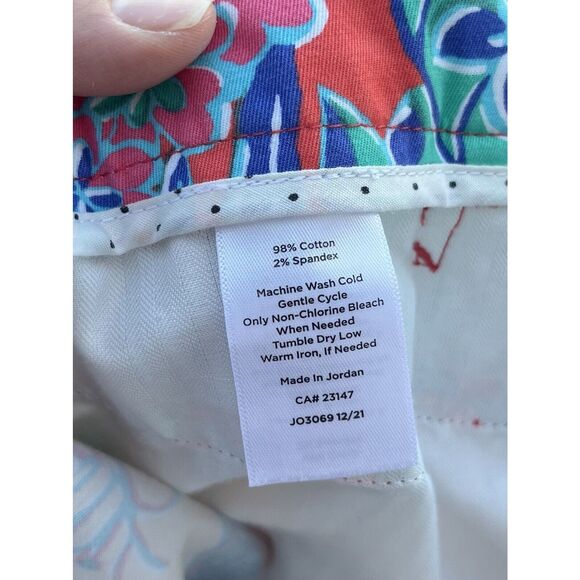 98% Cotton
2% Spandex
Machine Wash Cold
Gentle Cycle
Only Non-Chlorine Bleach
When Needed
Tumble Dry Low
Warm Iron, If Needed
Made In Jordan
CA# 23147
JO3069 12/21